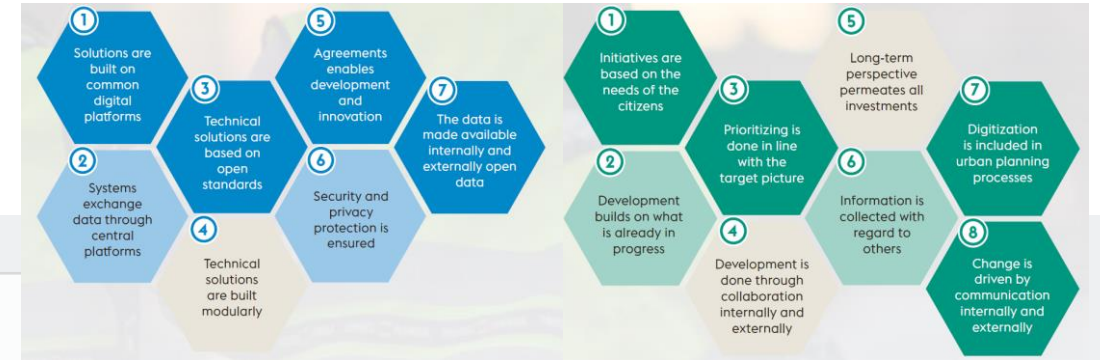 1
Solutions are
built on
common
digital
platforms
2
Systems
exchange
data through
central
platforms
3
Technical
solutions are
based on
open
standards
4
Technical
solutions
are built
modularly
5
Agreements
enables
development
and
innovation
6
Security and
privacy
protection is
ensured
7
The data is
made available
internally and
externally open
data
1
Initiatives are
based on the
needs of the
citizens
2
Development
builds on what
is already in
progress
3
Prioritizing is
done in line
with the
target picture
4
Development is
done through
collaboration
internally and
externally
5
Long-term
perspective
permeates all
investments
6
Information is
collected with
regard to
others
7
Digitization
is included in
urban planning
processes
8
Change is
driven by
communication
internally and
externally